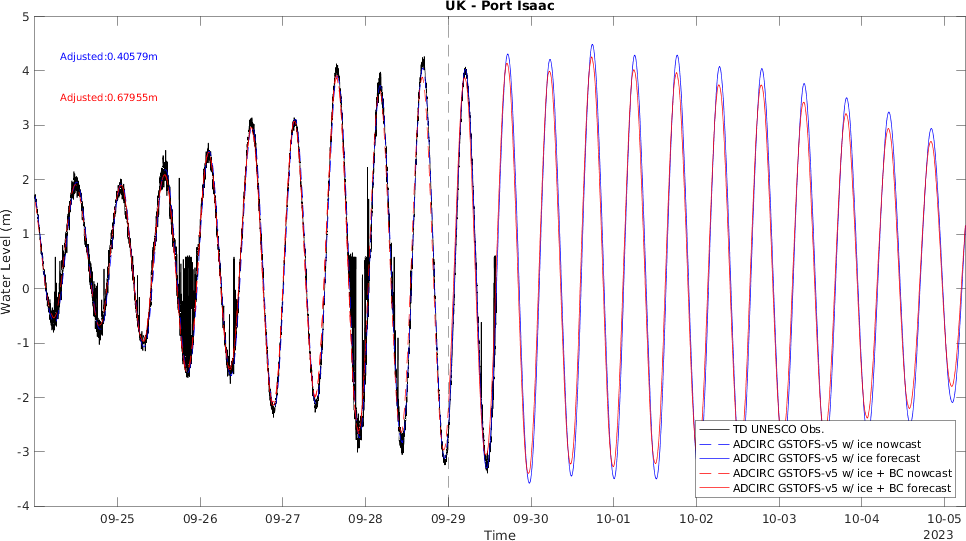 UK - Port Isaac
Adjusted:0.40579m
Adjusted:0.67955m
Water Level (m)
5
4
3
2
1
0
-1
-2
-3
-4
TD UNESCO Obs.
ADCIRC GSTOFS-v5 w/ ice nowcast
ADCIRC GSTOFS-v5 w/ ice forecast
ADCIRC GSTOFS-v5 w/ ice + BC nowcast
ADCIRC GSTOFS-v5 w/ ice + BC forecast
09-25 09-26 09-27 09-28 09-29 09-30 10-01 10-02 10-03 10-04 10-05
Time
2023